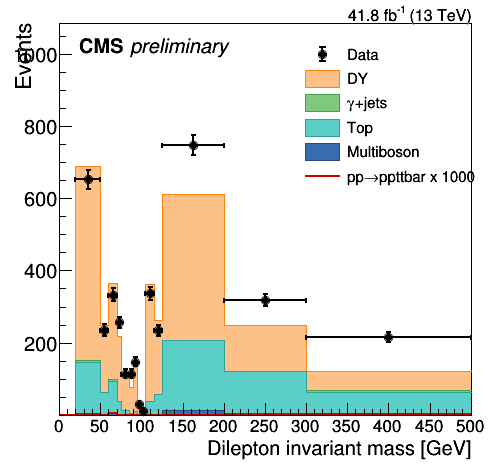 41.8 fb⁻¹ (13 TeV)
Events
CMS preliminary
Data
DY
γ+jets
Top
Multiboson
pp→ppttbar x 1000
1000
800
600
400
200
0 50 100 150 200 250 300 350 400 450 500
Dilepton invariant mass [GeV]